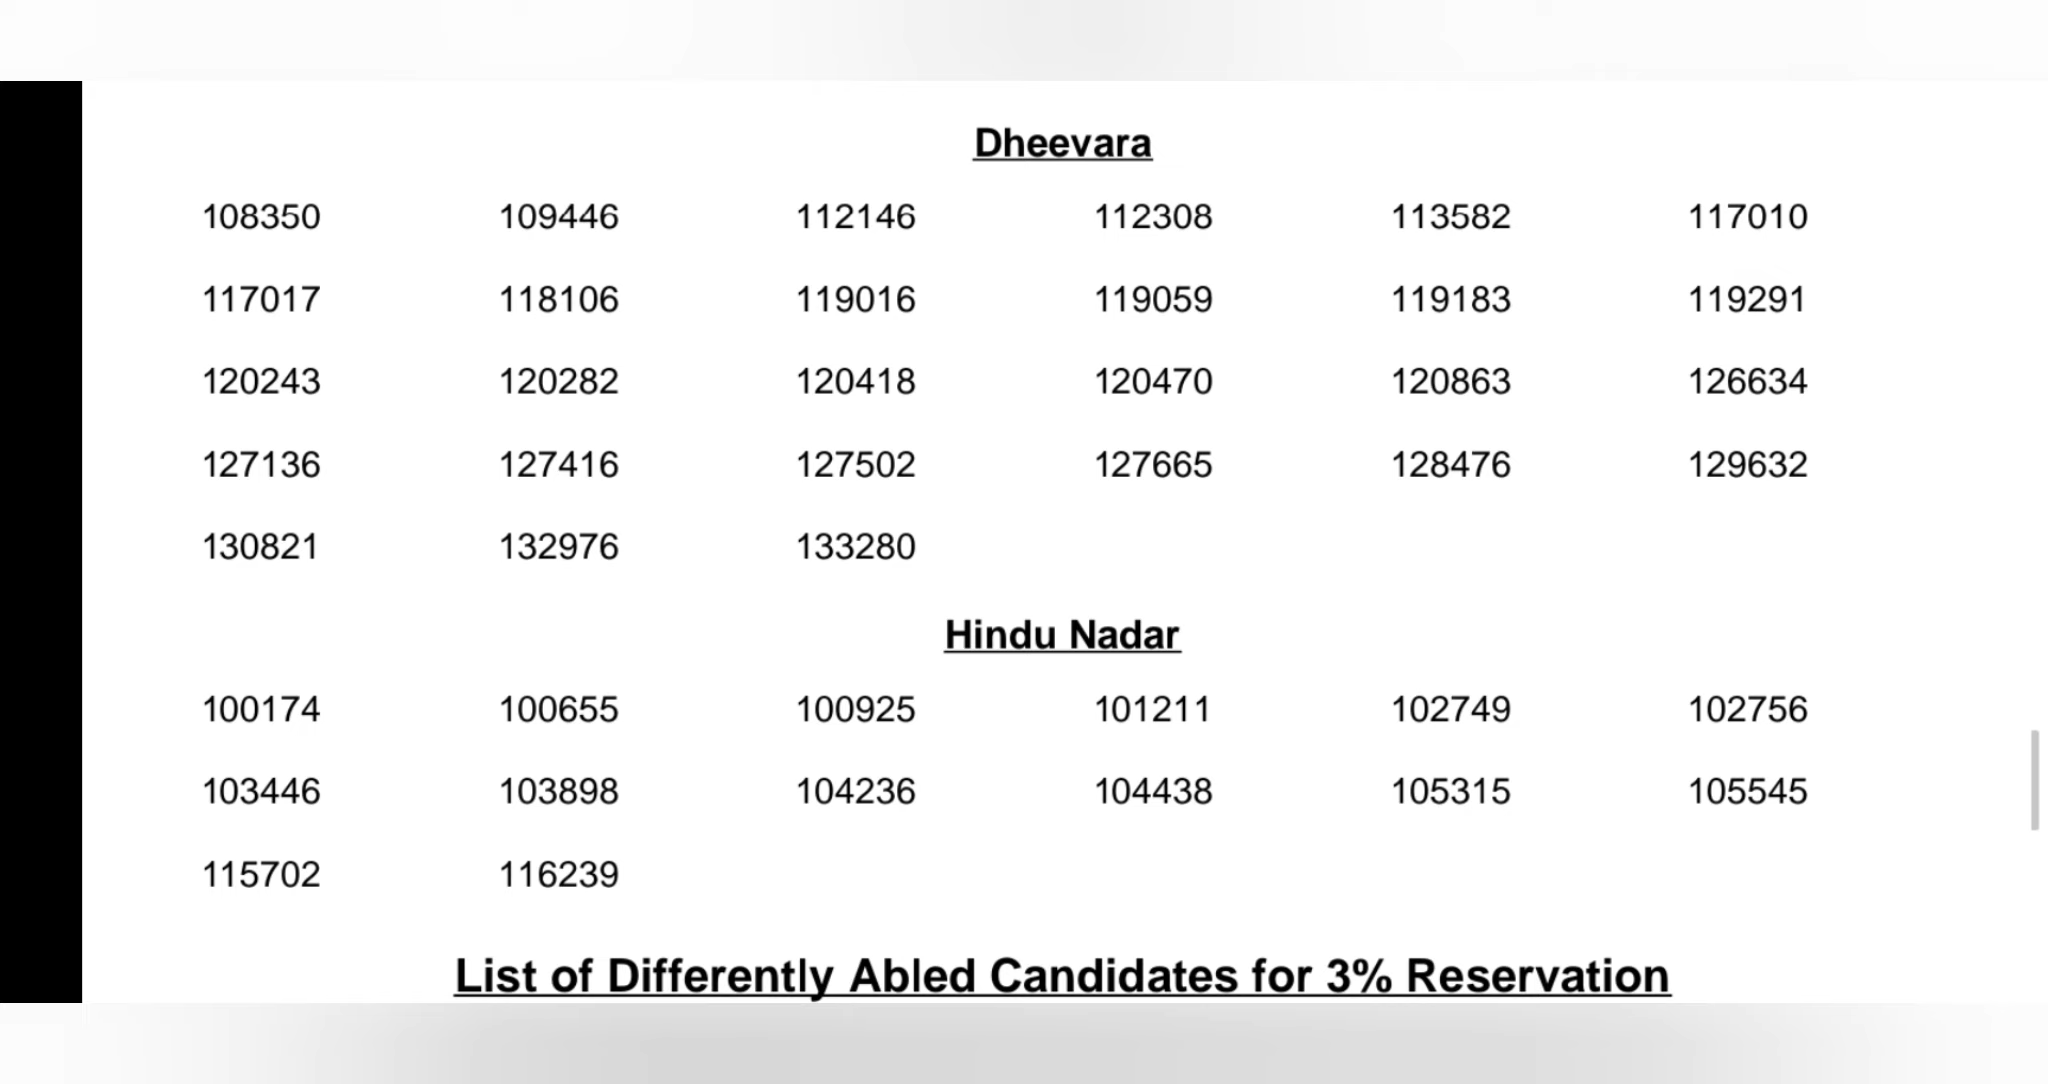 Dheevara
108350 109446 112146 112308 113582 117010
117017 118106 119016 119059 119183 119291
120243 120282 120418 120470 120863 126634
127136 127416 127502 127665 128476 129632
130821 132976 133280
Hindu Nadar
100174 100655 100925 101211 102749 102756
103446 103898 104236 104438 105315 105545
115702 116239
List of Differently Abled Candidates for 3% Reservation